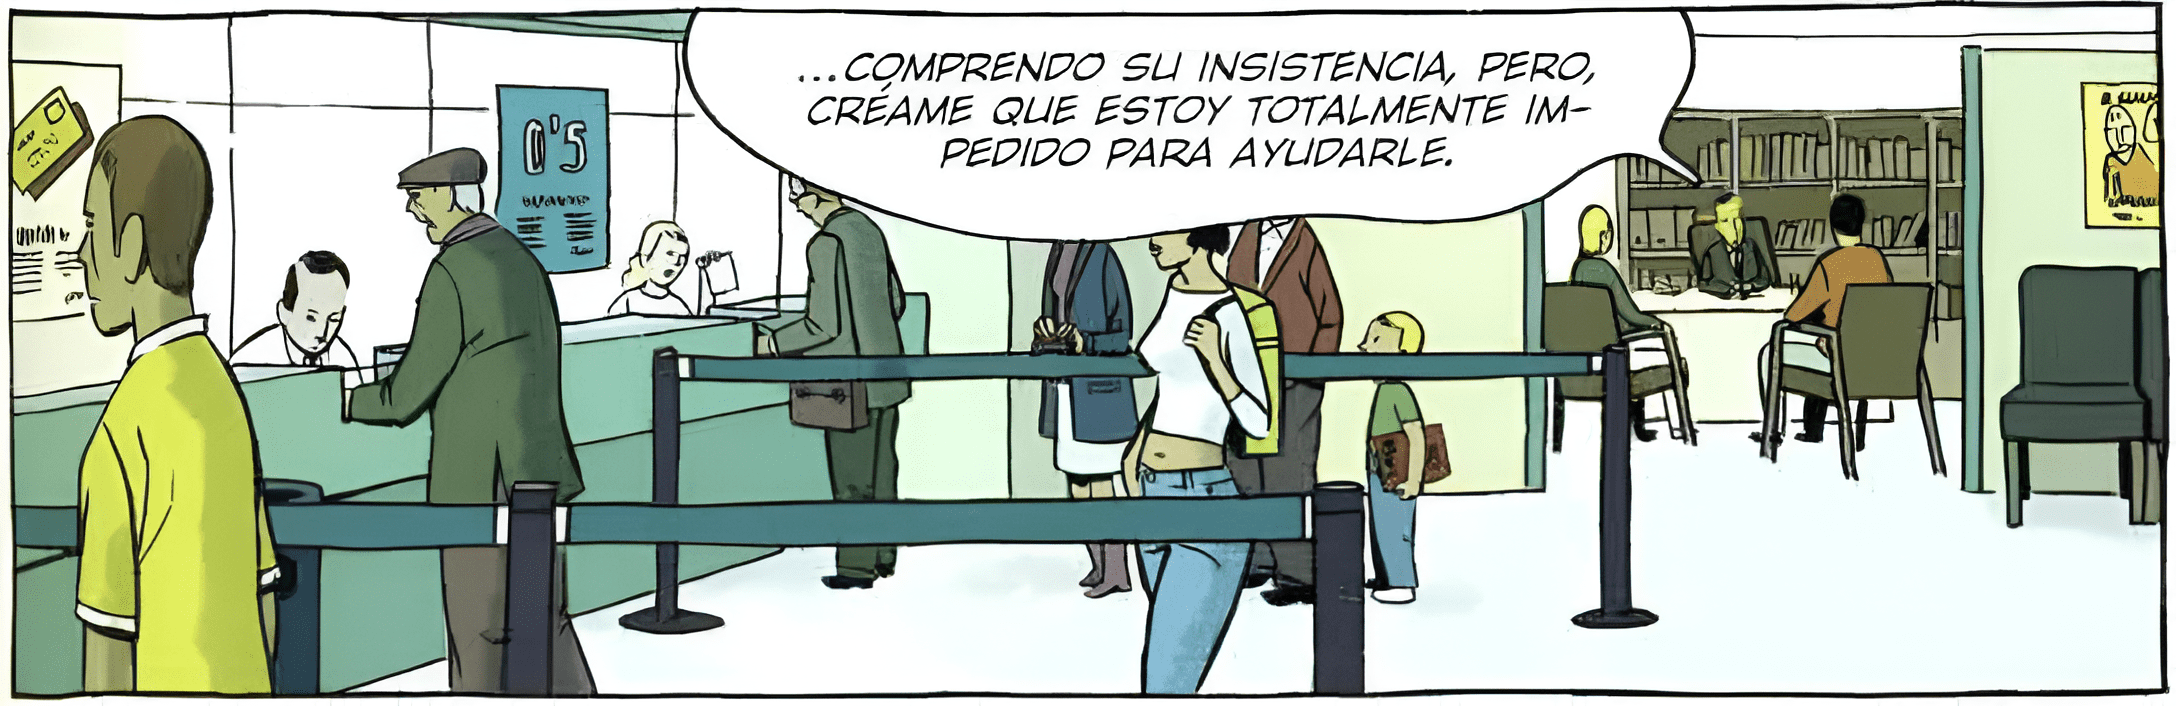 ...COMPRENDO SU INSISTENCIA, PERO,
CRÉAME QUE ESTOY TOTALMENTE IM-
PEDIDO PARA AYUDARLE.
0'5